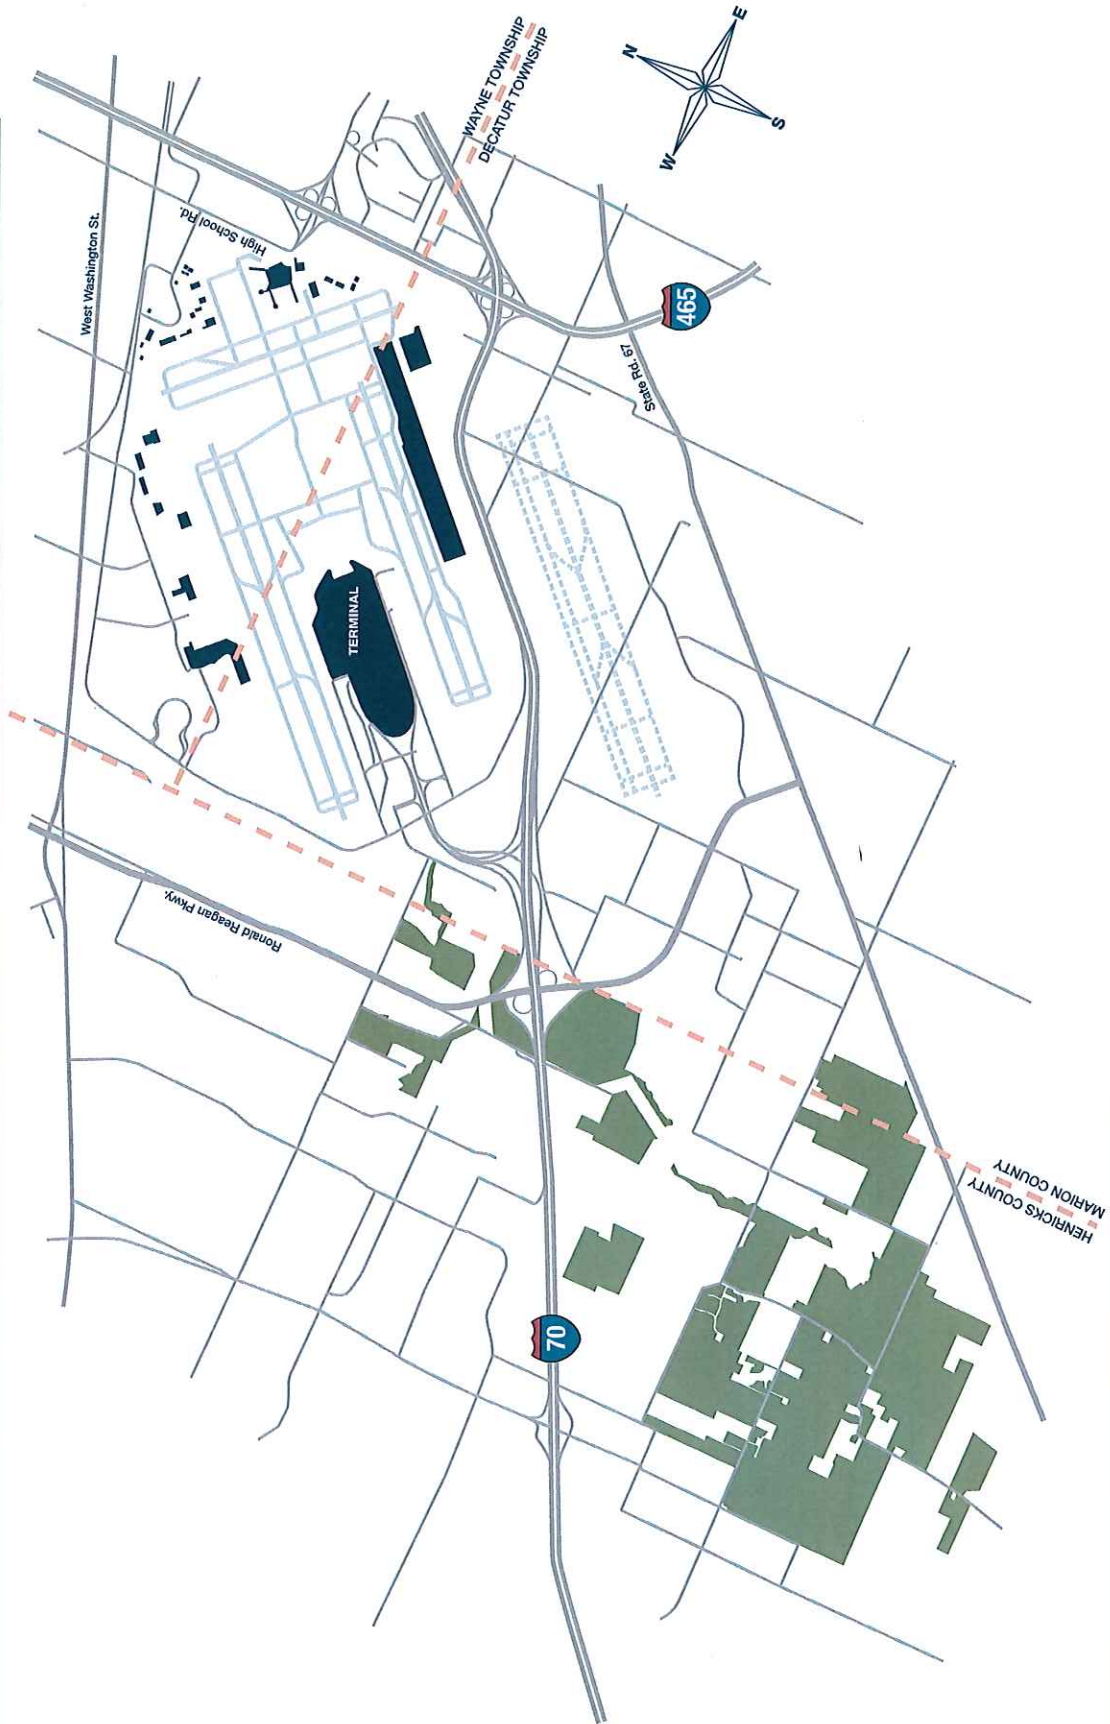 WAYNE TOWNSHIP
DECATUR TOWNSHIP
N
E
S
W
West Washington St.
High School Rd.
465
State Rd. 67
TERMINAL
Ronald Reagan Pkwy.
MARION COUNTY
HENRICKS COUNTY
70